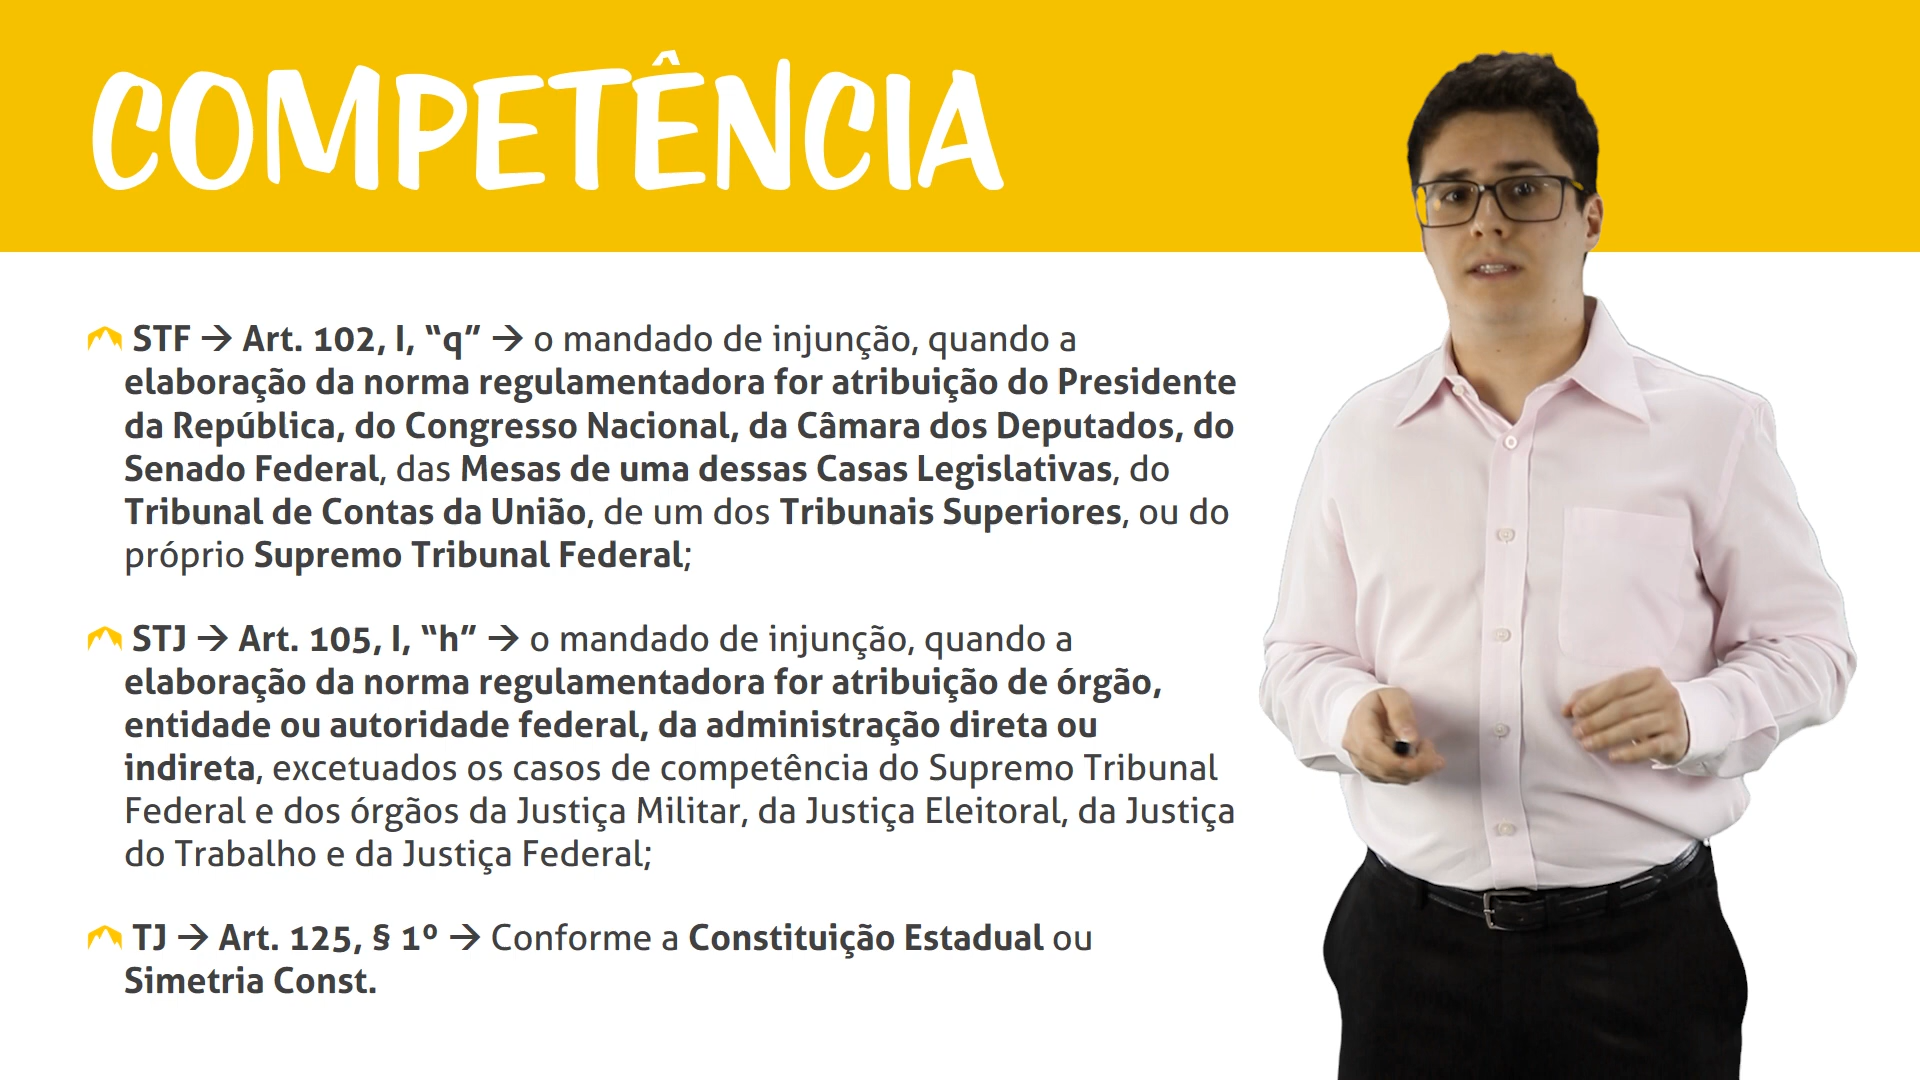 COMPETÊNCIA
STF → Art. 102, I, “q” → o mandado de injunção, quando a
elaboração da norma regulamentadora for atribuição do Presidente
da República, do Congresso Nacional, da Câmara dos Deputados, do
Senado Federal, das Mesas de uma dessas Casas Legislativas, do
Tribunal de Contas da União, de um dos Tribunais Superiores, ou do
próprio Supremo Tribunal Federal;
STJ → Art. 105, I, “h” → o mandado de injunção, quando a
elaboração da norma regulamentadora for atribuição de órgão,
entidade ou autoridade federal, da administração direta ou
indireta, excetuados os casos de competência do Supremo Tribunal
Federal e dos órgãos da Justiça Militar, da Justiça Eleitoral, da Justiça
do Trabalho e da Justiça Federal;
TJ → Art. 125, § 1º → Conforme a Constituição Estadual ou
Simetria Const.